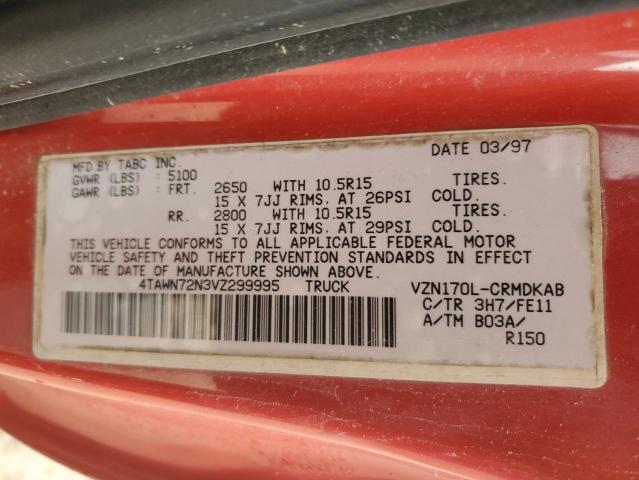 MFD.BY TABC INC. DATE 03/97
GVWR (LBS) : 5100
GAWR (LBS) : FRT. 2650 WITH 10.5R15 TIRES.
15 X 7JJ RIMS. AT 26PSI COLD.
RR. 2800 WITH 10.5R15 TIRES.
15 X 7JJ RIMS. AT 29PSI COLD.
THIS VEHICLE CONFORMS TO ALL APPLICABLE FEDERAL MOTOR
VEHICLE SAFETY AND THEFT PREVENTION STANDARDS IN EFFECT
ON THE DATE OF MANUFACTURE SHOWN ABOVE.
4TAWN72N3VZ299995 TRUCK VZN170L-CRMDKAB
C/TR 3H7/FE11
A/TM B03A/
R150